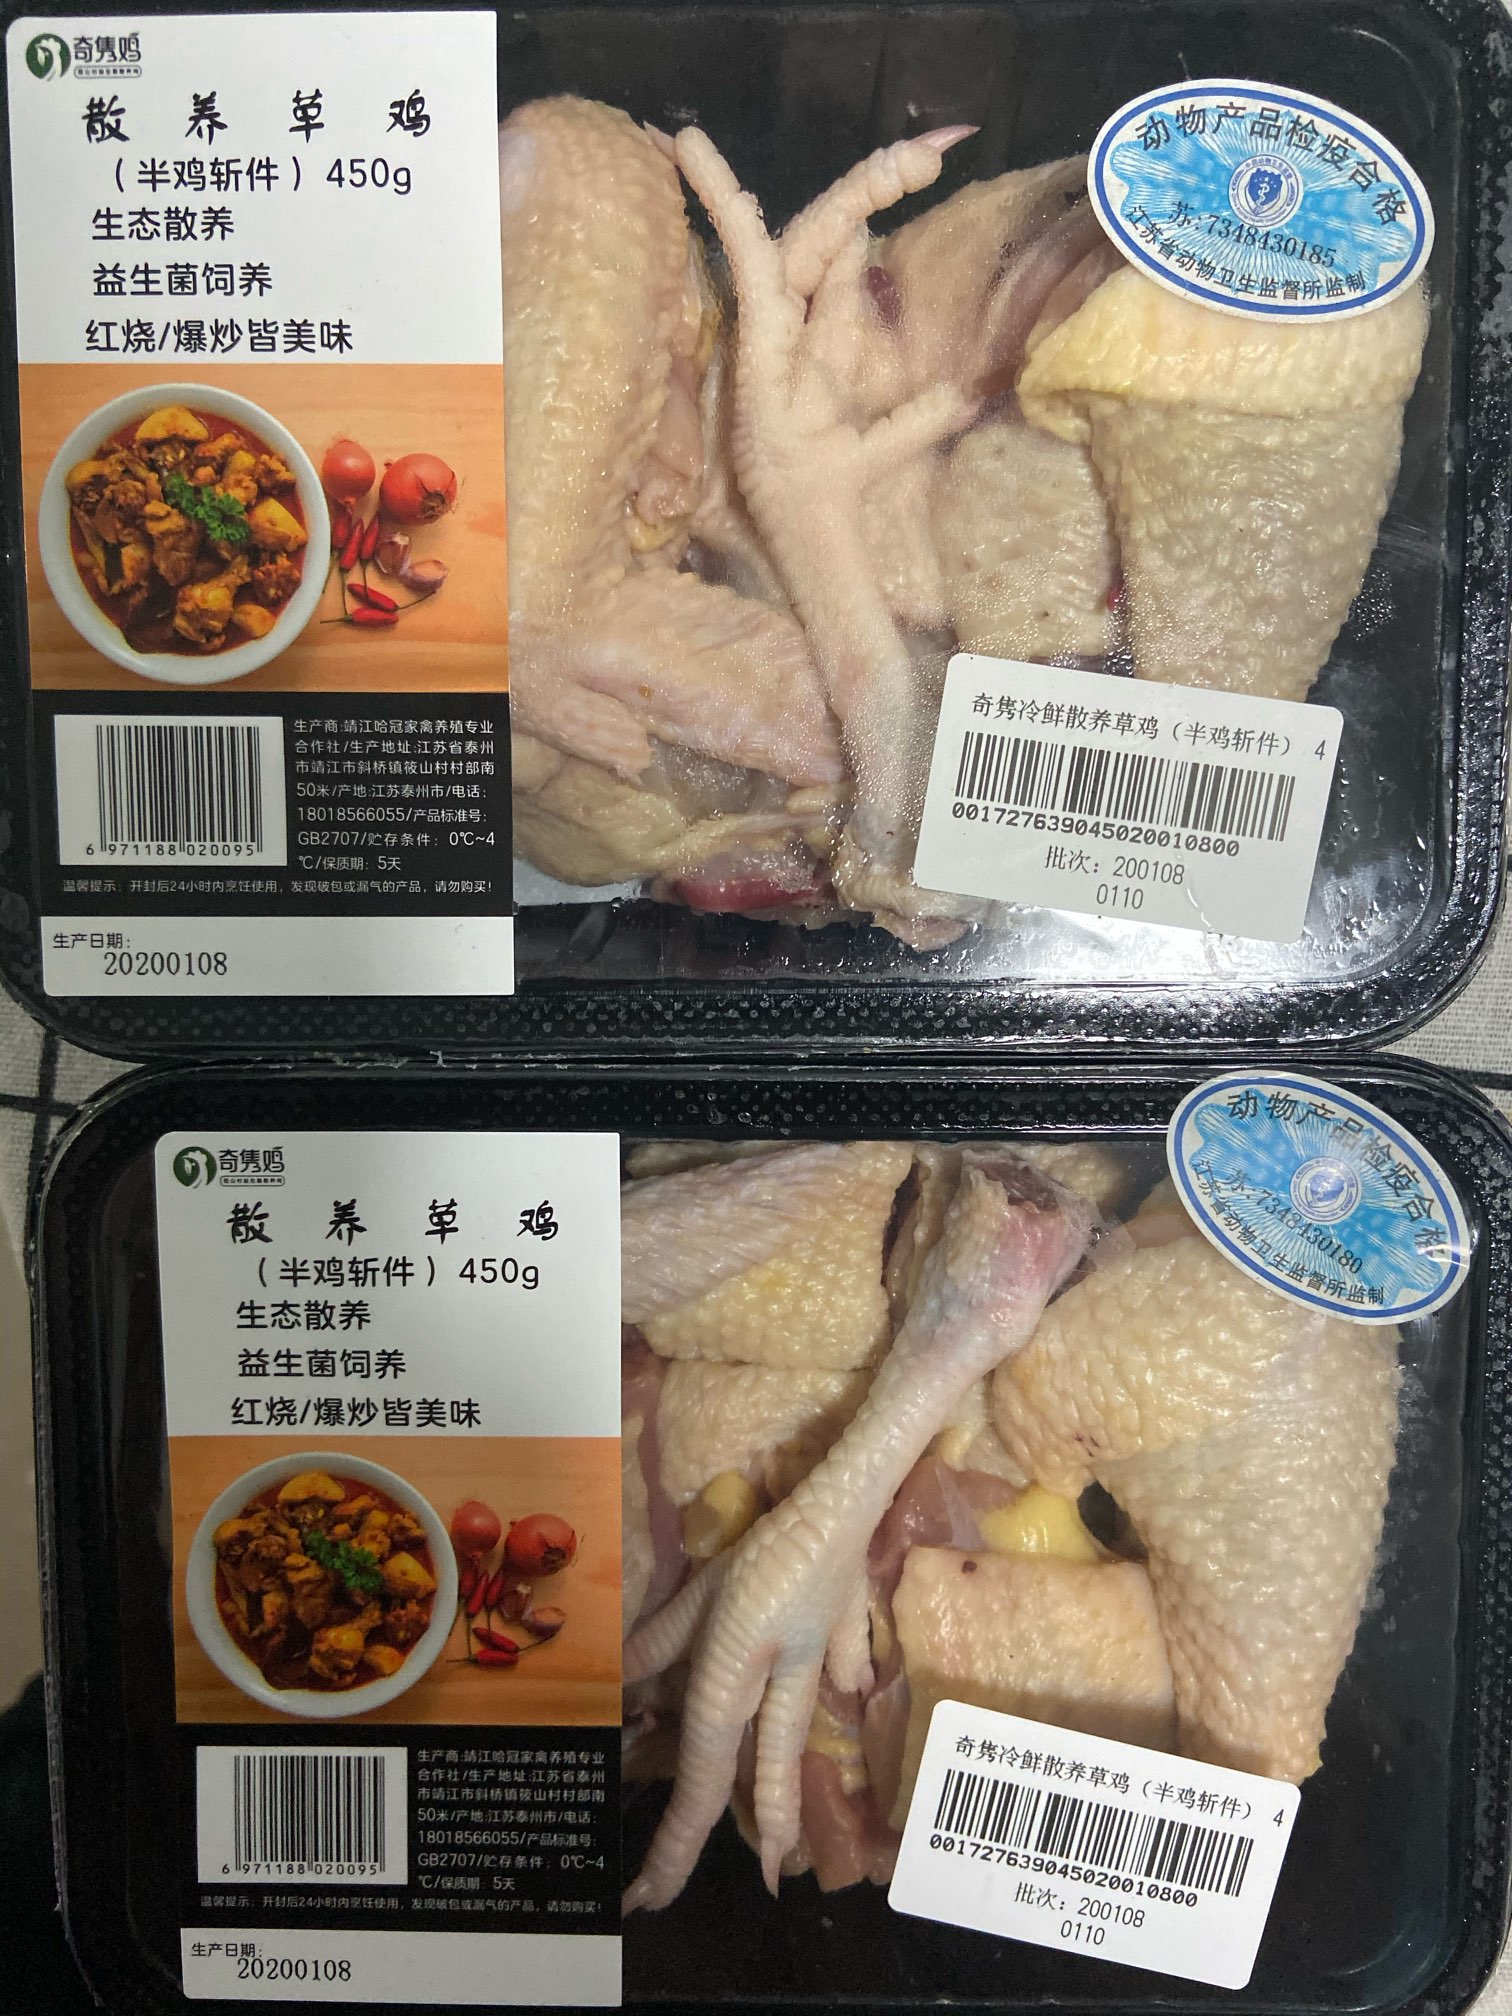 奇隽鸡
散养草鸡
（半鸡斩件）450g
生态散养
益生菌饲养
红烧/爆炒皆美味
生产商:靖江哈冠家禽养殖专业
合作社/生产地址:江苏省泰州
市靖江市斜桥镇筱山村村部南
50米/产地:江苏泰州市/电话:
18018566055/产品标准号:
GB2707/贮存条件：0℃~4
℃/保质期：5天
6 971188 020095
温馨提示：开封后24小时内烹饪使用，发现破包或漏气的产品，请勿购买！
生产日期:
20200108
动物产品检疫合格
苏:7348430185
江苏省动物卫生监督所监制
奇隽冷鲜散养草鸡（半鸡斩件） 4
001727639045020010800
批次：200108
0110
奇隽鸡
散养草鸡
（半鸡斩件）450g
生态散养
益生菌饲养
红烧/爆炒皆美味
生产商:靖江哈冠家禽养殖专业
合作社/生产地址:江苏省泰州
市靖江市斜桥镇筱山村村部南
50米/产地:江苏泰州市/电话:
18018566055/产品标准号:
GB2707/贮存条件：0℃~4
℃/保质期：5天
6 971188 020095
温馨提示：开封后24小时内烹饪使用，发现破包或漏气的产品，请勿购买！
生产日期:
20200108
动物产品检疫合格
苏:7348430180
江苏省动物卫生监督所监制
奇隽冷鲜散养草鸡（半鸡斩件） 4
001727639045020010800
批次：200108
0110